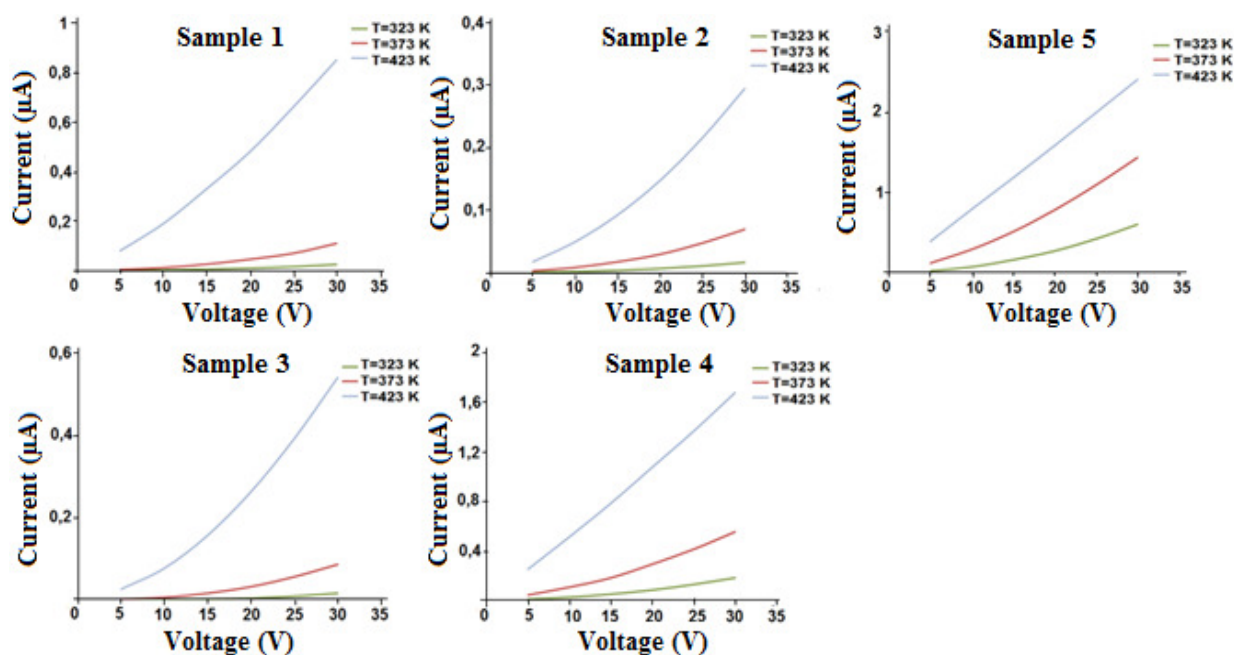 Sample 1
T=323 K
T=373 K
T=423 K
Current (µA)
1
0,8
0,6
0,4
0,2
0 5 10 15 20 25 30 35
Voltage (V)
Sample 2
T=323 K
T=373 K
T=423 K
Current (µA)
0,4
0,3
0,2
0,1
0 5 10 15 20 25 30 35
Voltage (V)
Sample 5
T=323 K
T=373 K
T=423 K
Current (µA)
3
2
1
0 5 10 15 20 25 30 35
Voltage (V)
Sample 3
T=323 K
T=373 K
T=423 K
Current (µA)
0,6
0,4
0,2
0 5 10 15 20 25 30 35
Voltage (V)
Sample 4
T=323 K
T=373 K
T=423 K
Current (µA)
2
1,6
1,2
0,8
0,4
0 5 10 15 20 25 30 35
Voltage (V)